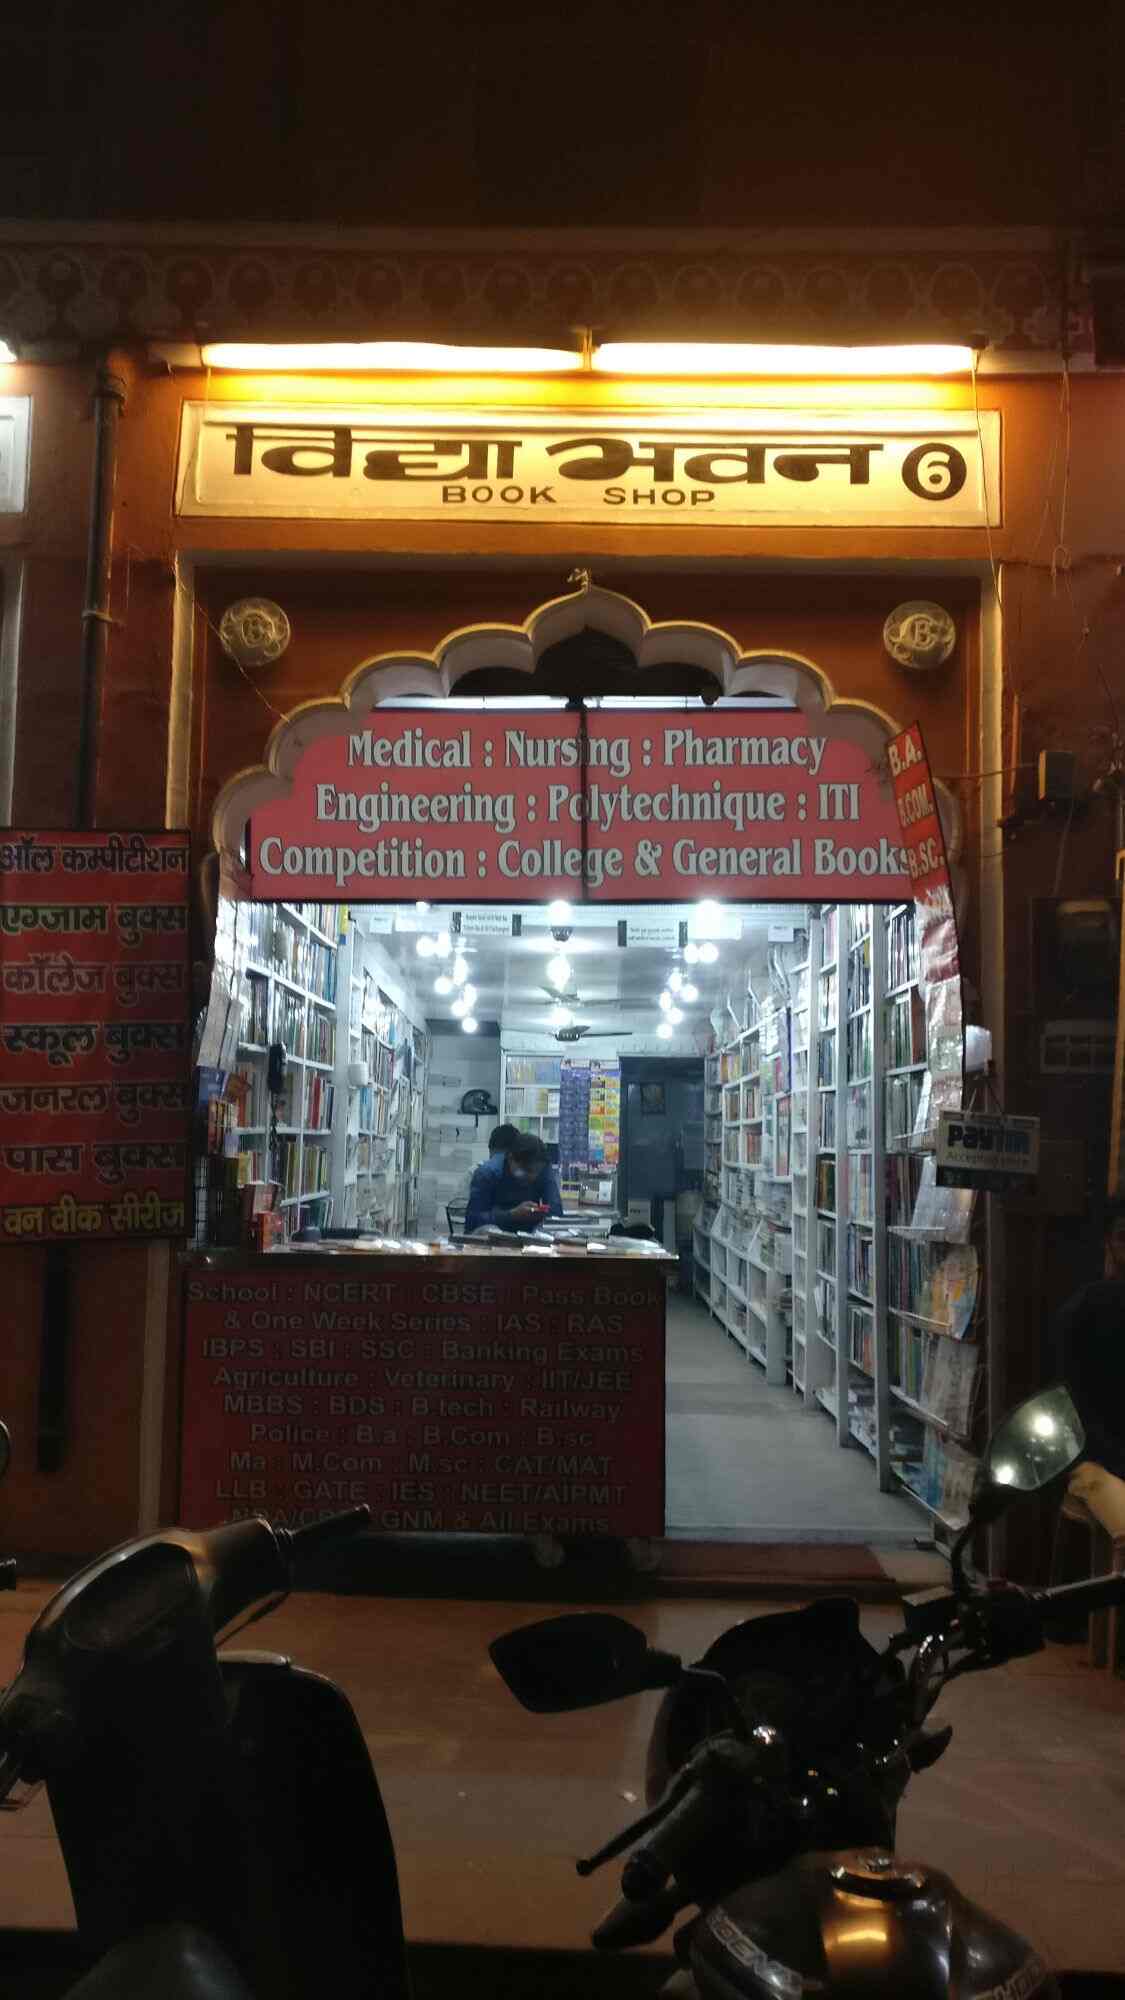 विद्या भवन 6
BOOK SHOP
Medical : Nursing : Pharmacy
Engineering : Polytechnique : ITI
Competition : College & General Books
B.A.
B.COM.
B.SC.
ऑल कम्पीटीशन
एग्जाम बुक्स
कॉलेज बुक्स
स्कूल बुक्स
जनरल बुक्स
पास बुक्स
वन वीक सीरीज
Paytm
Accepted Here
School : NCERT : CBSE : Pass Book
& One Week Series : IAS : RAS
IBPS : SBI : SSC : Banking Exams
Agriculture : Veterinary : IIT/JEE
MBBS : BDS : B.tech : Railway
Police : B.a : B.Com : B.sc
Ma : M.Com : M.sc : CAT/MAT
LLB : GATE : IES : NEET/AIPMT
GNM & All Exams